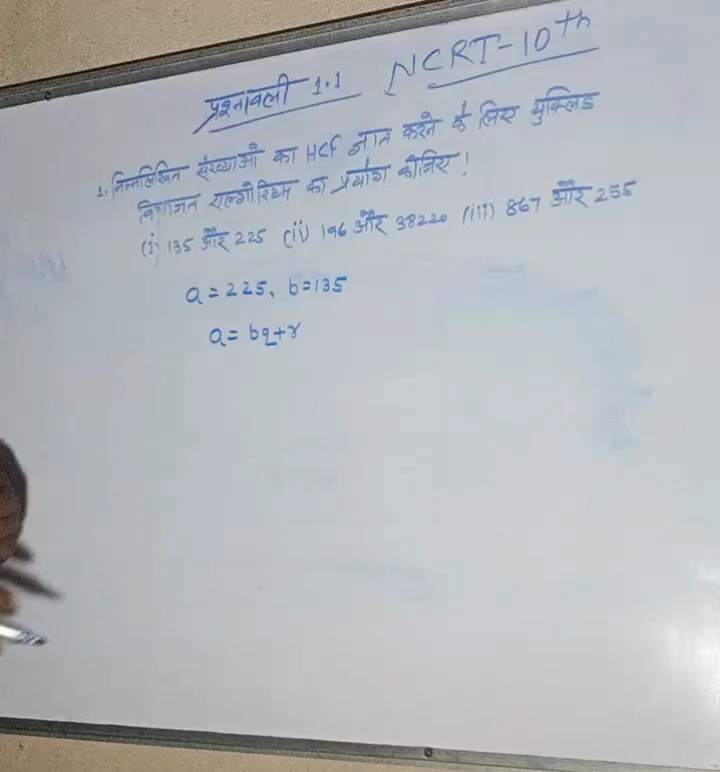 प्रश्नावली 1.1 NCRT-10th
1. निम्नलिखित संख्याओं का HCF ज्ञात करने के लिए युक्लिड
विभाजन एल्गोरिथ्म का प्रयोग कीजिए!
(i) 135 और 225 (ii) 196 और 38220 (iii) 867 और 255
a = 225, b = 135
a = bq+r